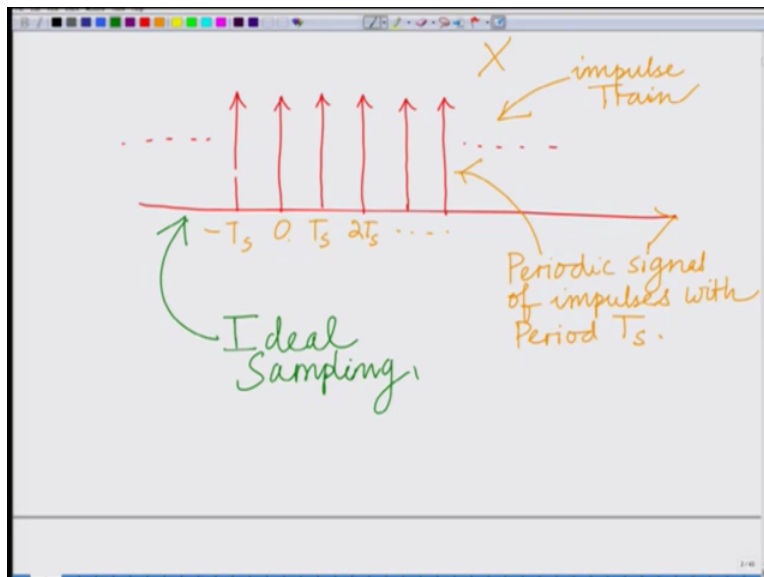 X
impulse
Train
-Ts 0 Ts 2Ts .....
Periodic signal
of impulses with
Period Ts.
Ideal
Sampling,